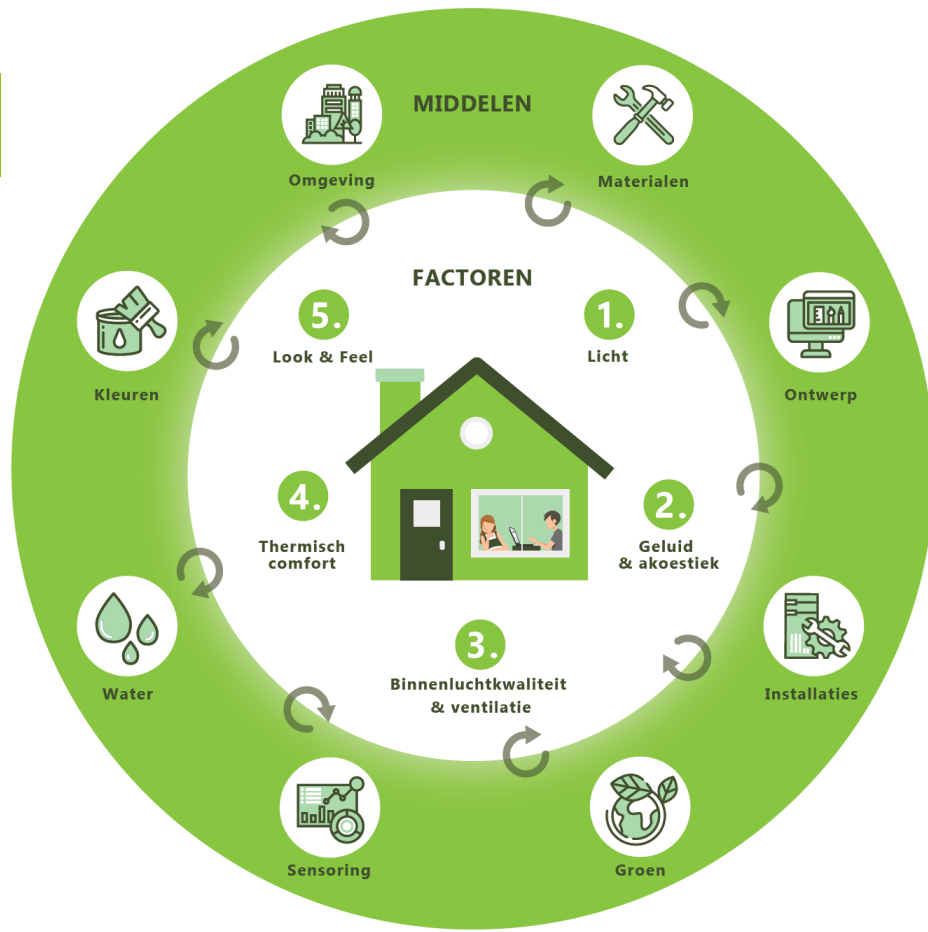 MIDDELEN
Omgeving
Materialen
Kleuren
Ontwerp
Water
Installaties
Sensoring
Groen
FACTOREN
1.
Licht
2.
Geluid
& akoestiek
3.
Binnenluchtkwaliteit
& ventilatie
4.
Thermisch
comfort
5.
Look & Feel